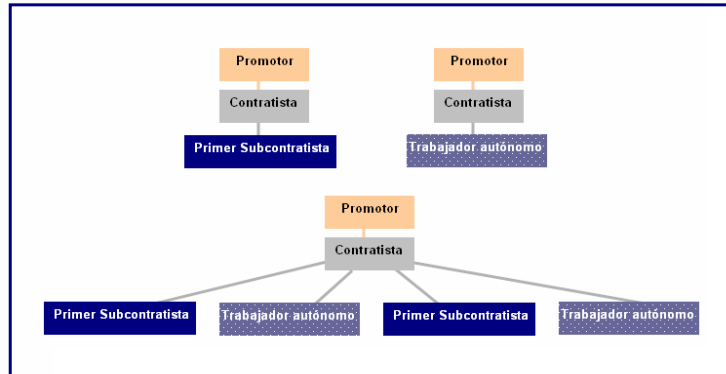 Promotor
Promotor
Contratista
Contratista
Primer Subcontratista
Trabajador autónomo
Promotor
Contratista
Primer Subcontratista
Trabajador autónomo
Primer Subcontratista
Trabajador autónomo